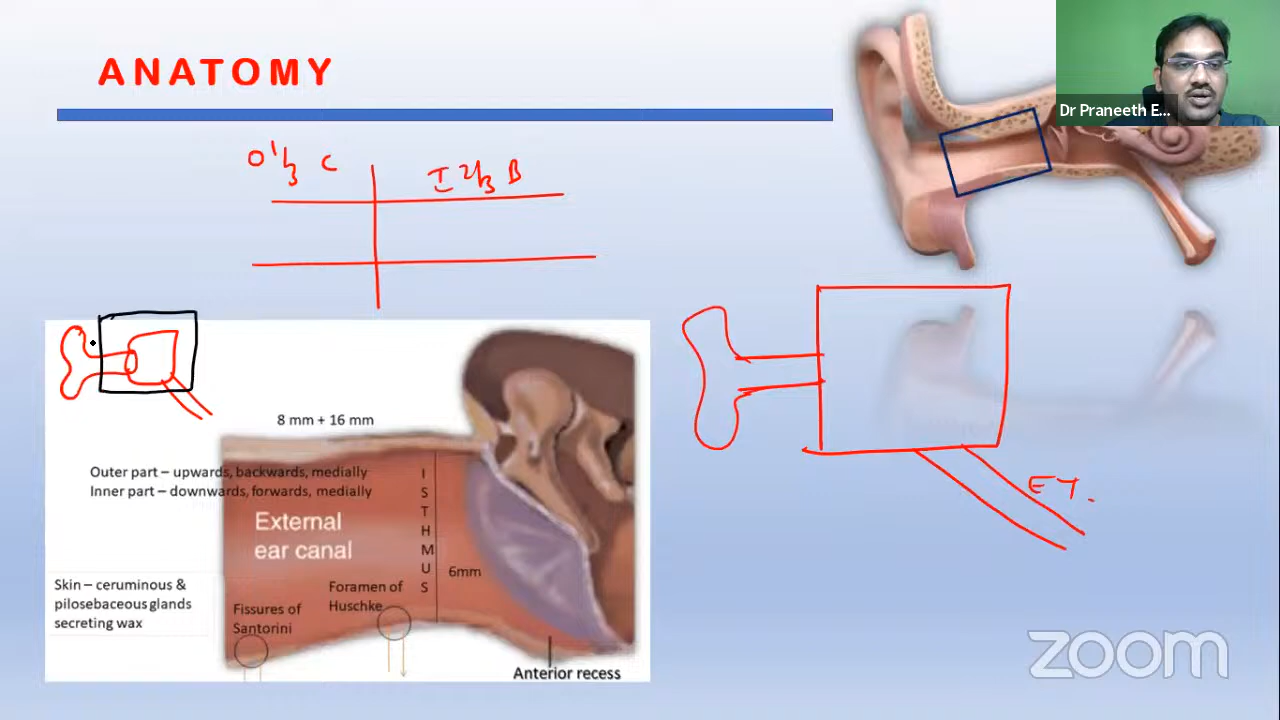 ANATOMY
Dr Praneeth E...
O 1/3 C
I 2/3 B
8 mm + 16 mm
Outer part – upwards, backwards, medially
Inner part – downwards, forwards, medially
External
ear canal
ISTHMUS
6mm
Skin – ceruminous &
pilosebaceous glands
secreting wax
Foramen of
Huschke
Fissures of
Santorini
Anterior recess
zoom